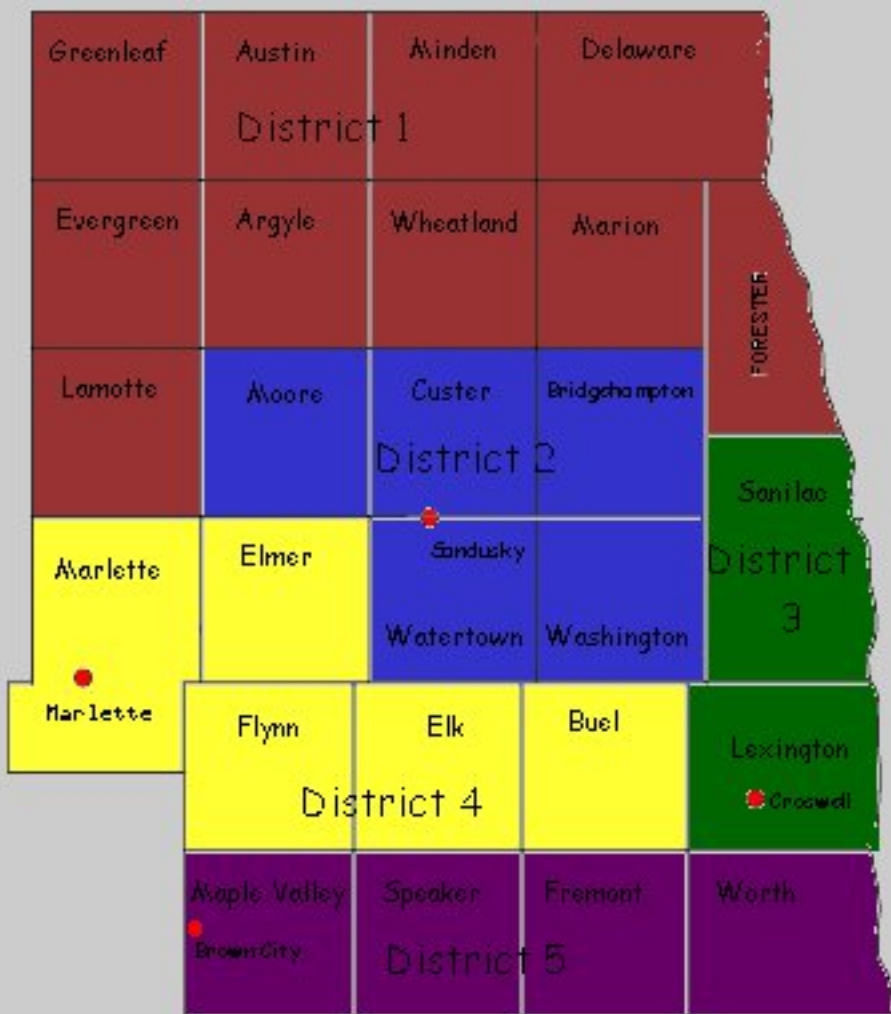 Greenleaf Austin Minden Delaware
District 1
Evergreen Argyle Wheatland Marion
FORESTER
Lamotte Moore Custer Bridgehampton
District 2
Sanilac
Marlette Elmer Sandusky District
3
Watertown Washington
Marlette Flynn Elk Buel Lexington
District 4 Croswell
Maple Valley Speaker Fremont Worth
BrownCity District 5